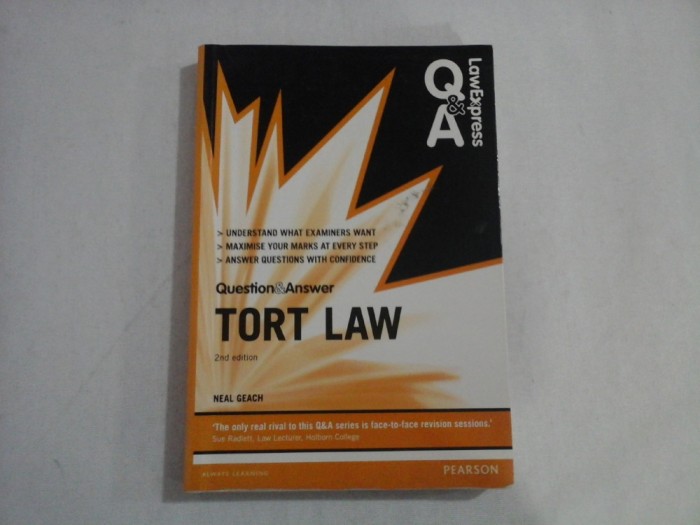 LawExpress
Q&A
> UNDERSTAND WHAT EXAMINERS WANT
> MAXIMISE YOUR MARKS AT EVERY STEP
> ANSWER QUESTIONS WITH CONFIDENCE
Question&Answer
TORT LAW
2nd edition
NEAL GEACH
'The only real rival to this Q&A series is face-to-face revision sessions.'
Sue Radlett, Law Lecturer, Holborn College
ALWAYS LEARNING
PEARSON